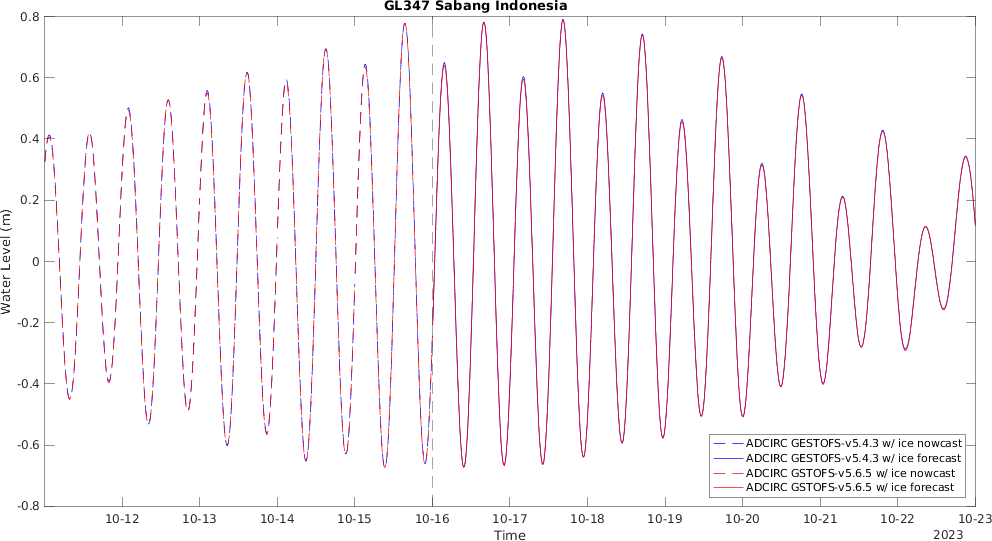 GL347 Sabang Indonesia
0.8
0.6
0.4
0.2
0
-0.2
-0.4
-0.6
-0.8
Water Level (m)
ADCIRC GESTOFS-v5.4.3 w/ ice nowcast
ADCIRC GESTOFS-v5.4.3 w/ ice forecast
ADCIRC GSTOFS-v5.6.5 w/ ice nowcast
ADCIRC GSTOFS-v5.6.5 w/ ice forecast
10-12 10-13 10-14 10-15 10-16 10-17 10-18 10-19 10-20 10-21 10-22 10-23
Time
2023